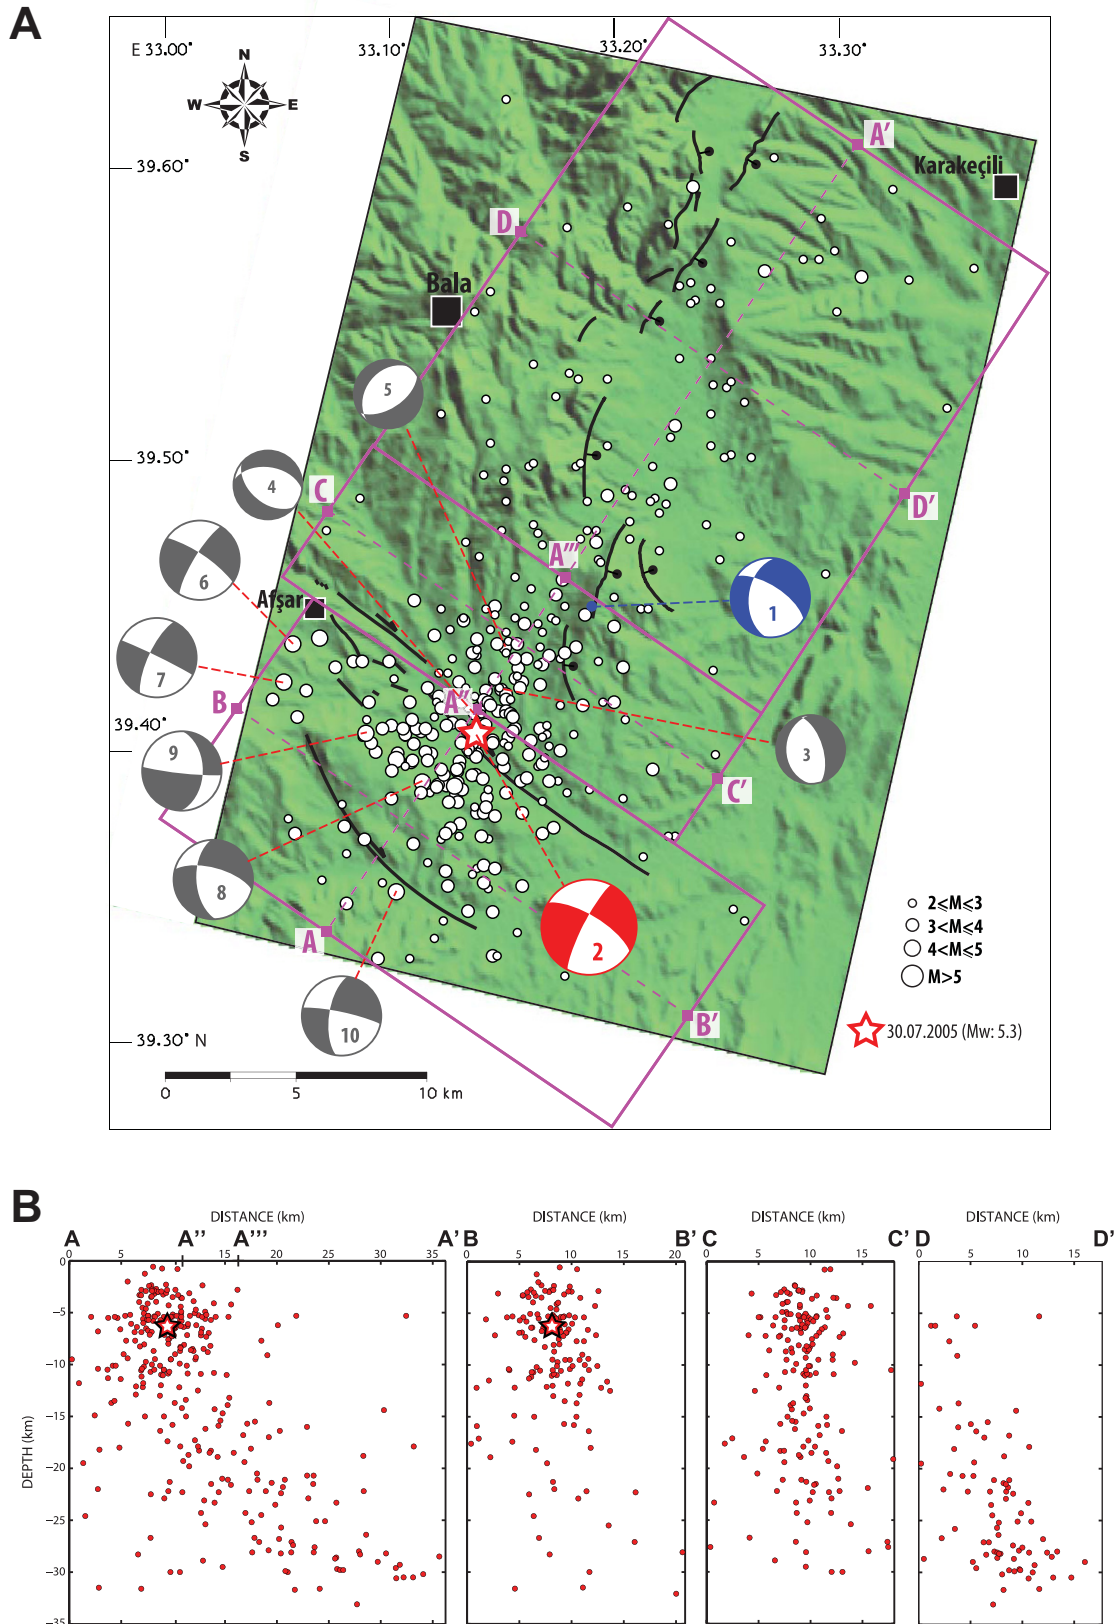 A
E 33.00°
33.10°
33.20°
33.30°
N
W
E
S
39.60°
39.50°
39.40°
39.30° N
A'
Karakeçili
D
Bala
5
4
C
D'
A'''
6
1
Afşar
7
B
A''
3
9
C'
8
A
2
B'
10
2⩽M⩽3
3<M⩽4
4<M⩽5
M>5
30.07.2005 (Mw: 5.3)
0 5 10 km
B
DISTANCE (km) DISTANCE (km) DISTANCE (km) DISTANCE (km)
A A'' A''' A' B B' C C' D D'
0 5 15 20 25 30 35 0 5 10 15 20 0 5 10 15 0 5 10 15
0
−5
−10
−15
−20
−25
−30
−35
DEPTH (km)